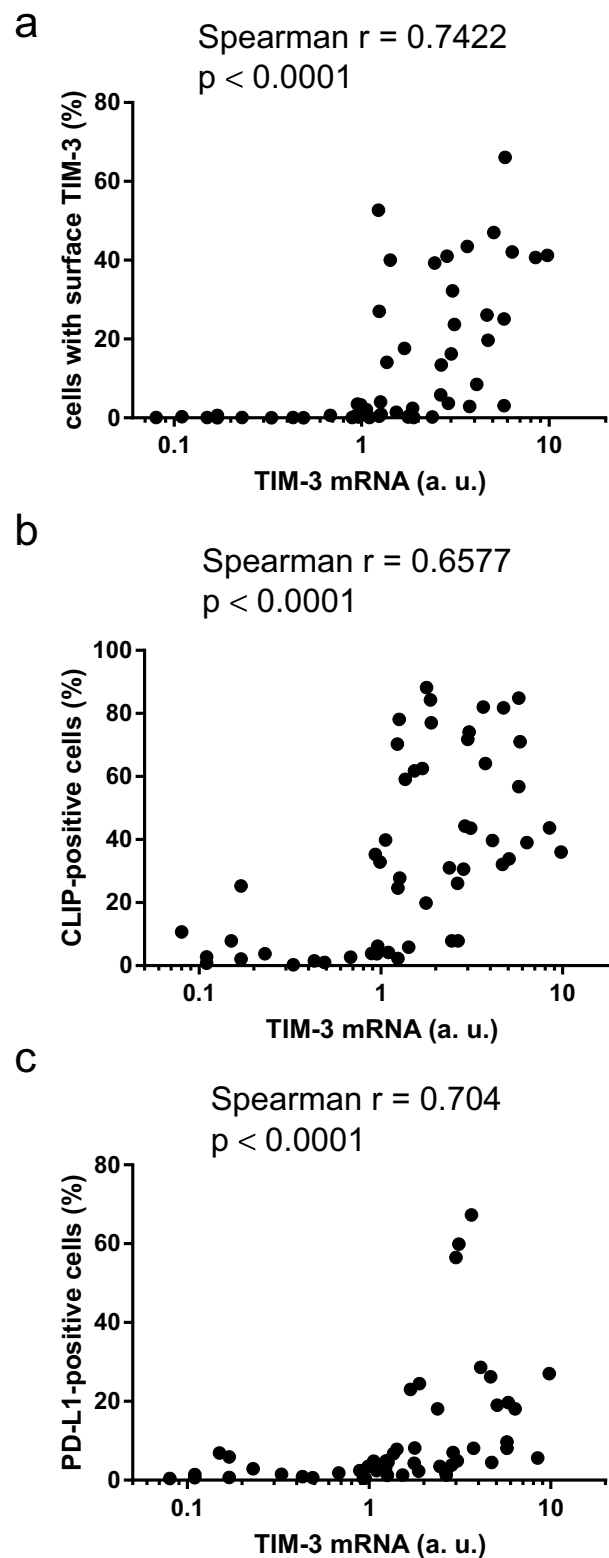 a
Spearman r = 0.7422
p < 0.0001
cells with surface TIM-3 (%)
80
60
40
20
0
0.1
1
10
TIM-3 mRNA (a. u.)
b
Spearman r = 0.6577
p < 0.0001
CLIP-positive cells (%)
100
80
60
40
20
0
0.1
1
10
TIM-3 mRNA (a. u.)
c
Spearman r = 0.704
p < 0.0001
PD-L1-positive cells (%)
80
60
40
20
0
0.1
1
10
TIM-3 mRNA (a. u.)